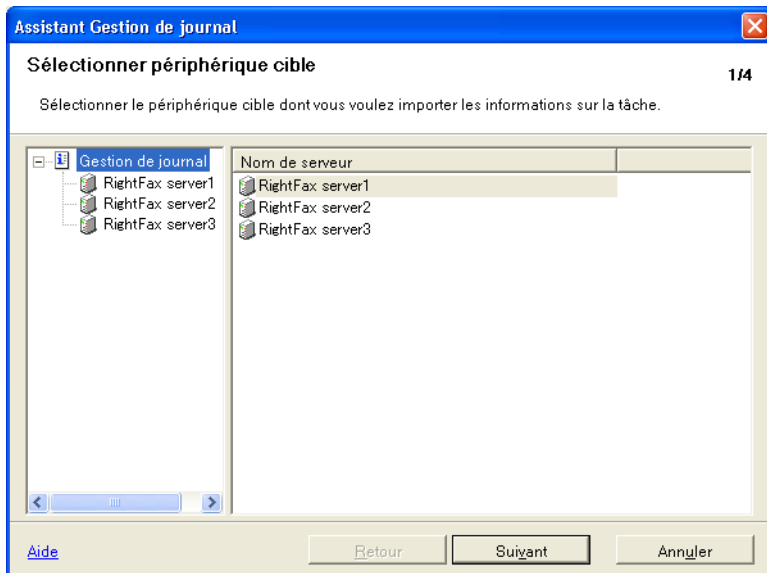 Assistant Gestion de journal
Sélectionner périphérique cible
1/4
Sélectionner le périphérique cible dont vous voulez importer les informations sur la tâche.
Gestion de journal
RightFax server1
RightFax server2
RightFax server3
Nom de serveur
RightFax server1
RightFax server2
RightFax server3
Aide
Retour
Suivant
Annuler